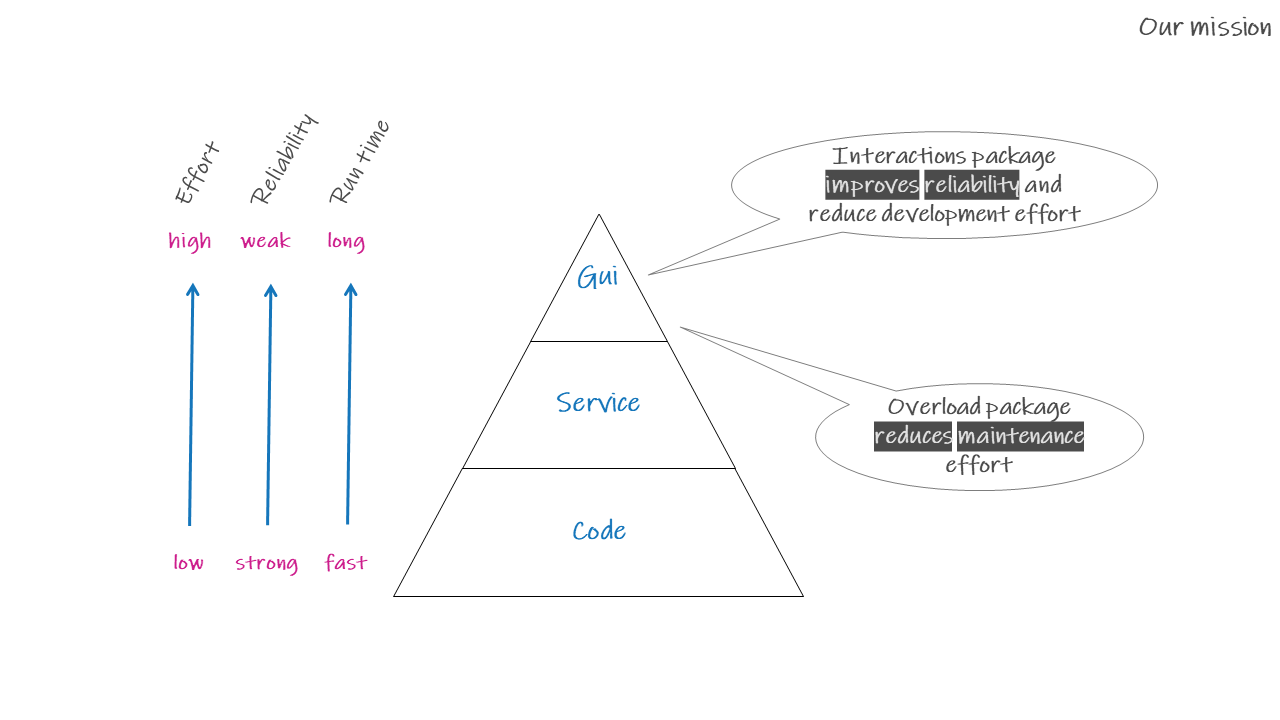 Our mission
Effort
Reliability
Run time
high weak long
low strong fast
Gui
Service
Code
Interactions package
improves reliability and
reduce development effort
Overload package
reduces maintenance
effort